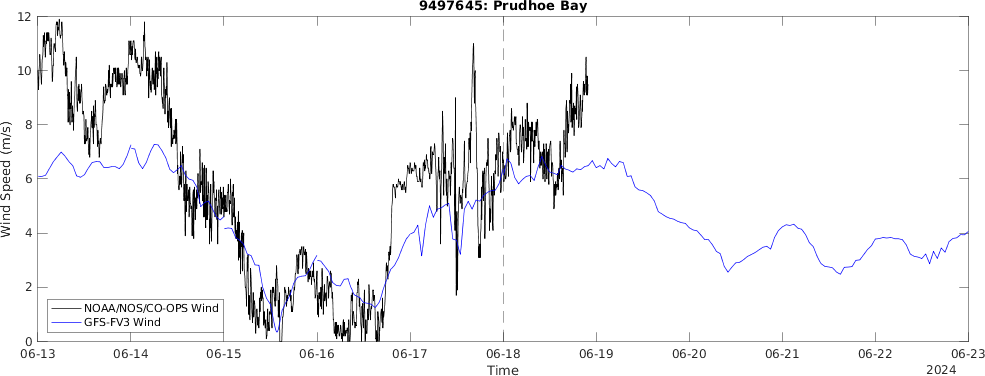 9497645: Prudhoe Bay
Wind Speed (m/s)
12
10
8
6
4
2
0
NOAA/NOS/CO-OPS Wind
GFS-FV3 Wind
06-13 06-14 06-15 06-16 06-17 06-18 06-19 06-20 06-21 06-22 06-23
Time
2024